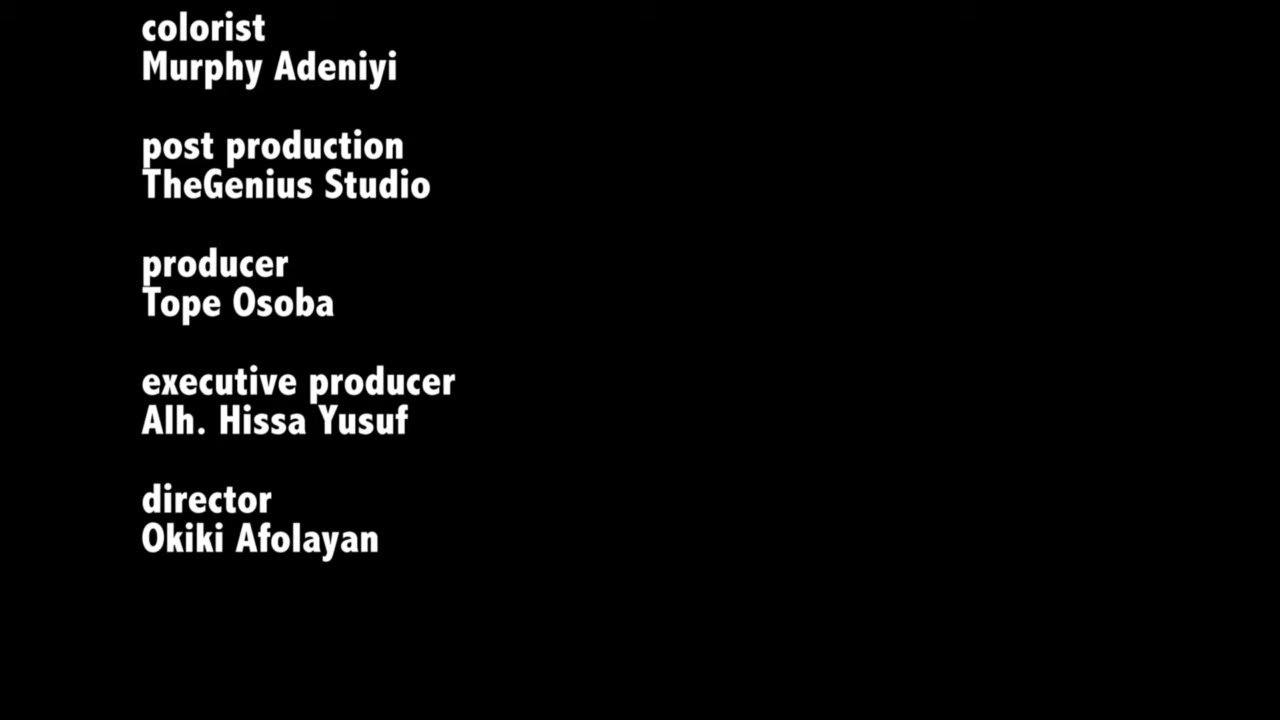 colorist
Murphy Adeniyi
post production
TheGenius Studio
producer
Tope Osoba
executive producer
Alh. Hissa Yusuf
director
Okiki Afolayan